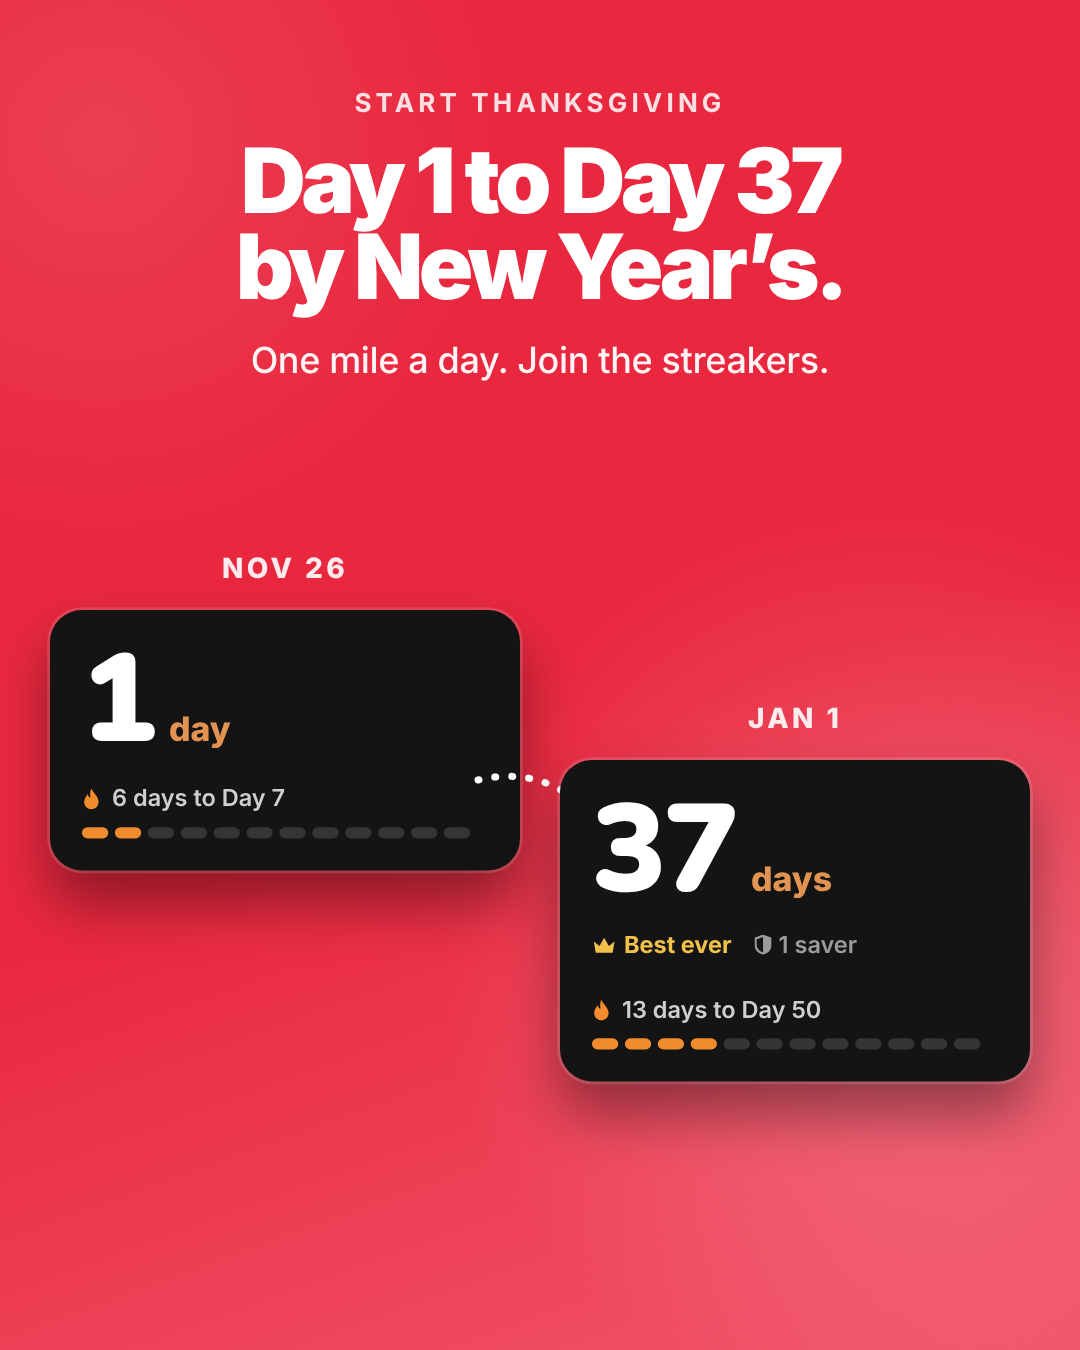 START THANKSGIVING
Day 1 to Day 37
by New Year’s.
One mile a day. Join the streakers.
NOV 26
1 day
6 days to Day 7
JAN 1
37 days
Best ever 1 saver
13 days to Day 50